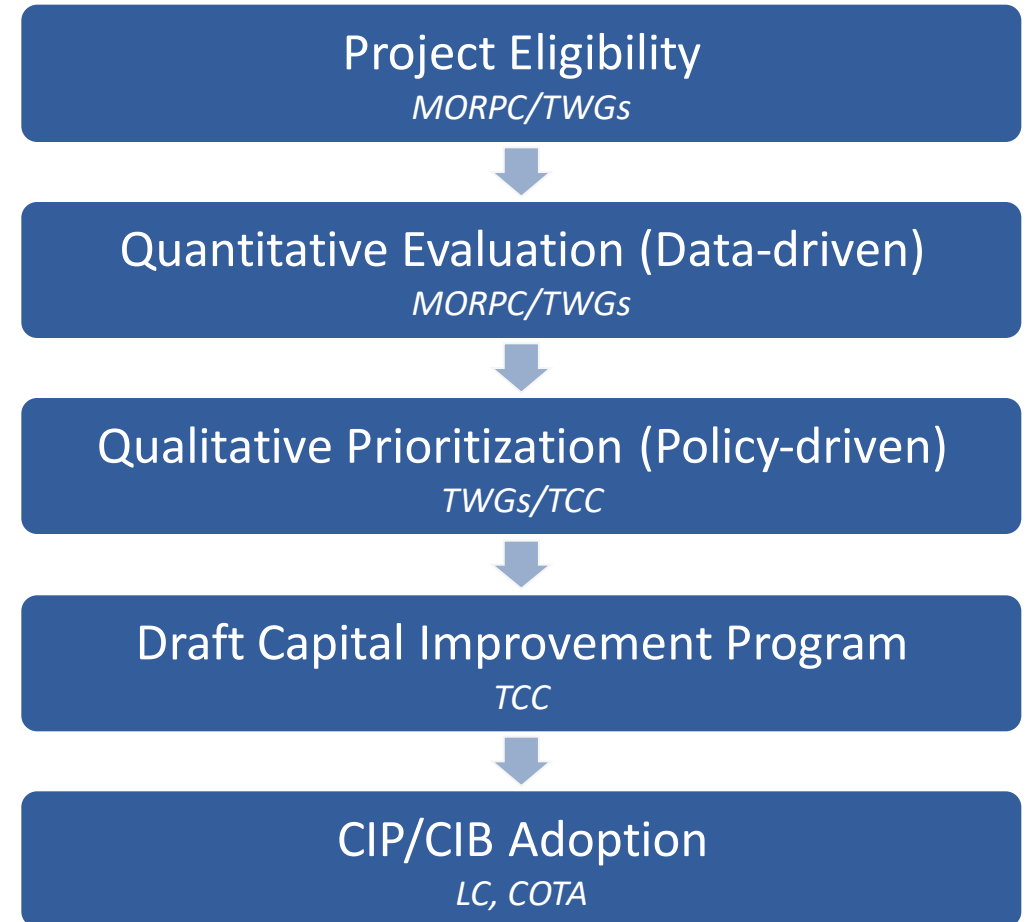 Project Eligibility
MORPC/TWGs
Quantitative Evaluation (Data-driven)
MORPC/TWGs
Qualitative Prioritization (Policy-driven)
TWGs/TCC
Draft Capital Improvement Program
TCC
CIP/CIB Adoption
LC, COTA